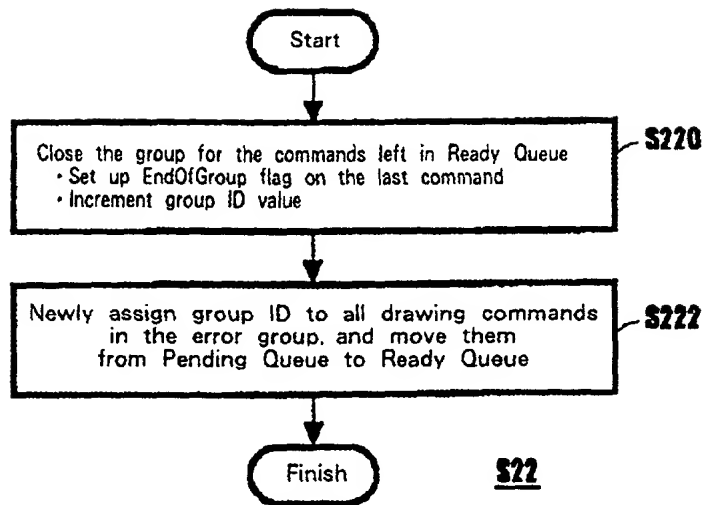 Start
S220
Close the group for the commands left in Ready Queue
・Set up EndOfGroup flag on the last command
・Increment group ID value
S222
Newly assign group ID to all drawing commands
in the error group, and move them
from Pending Queue to Ready Queue
Finish
S22